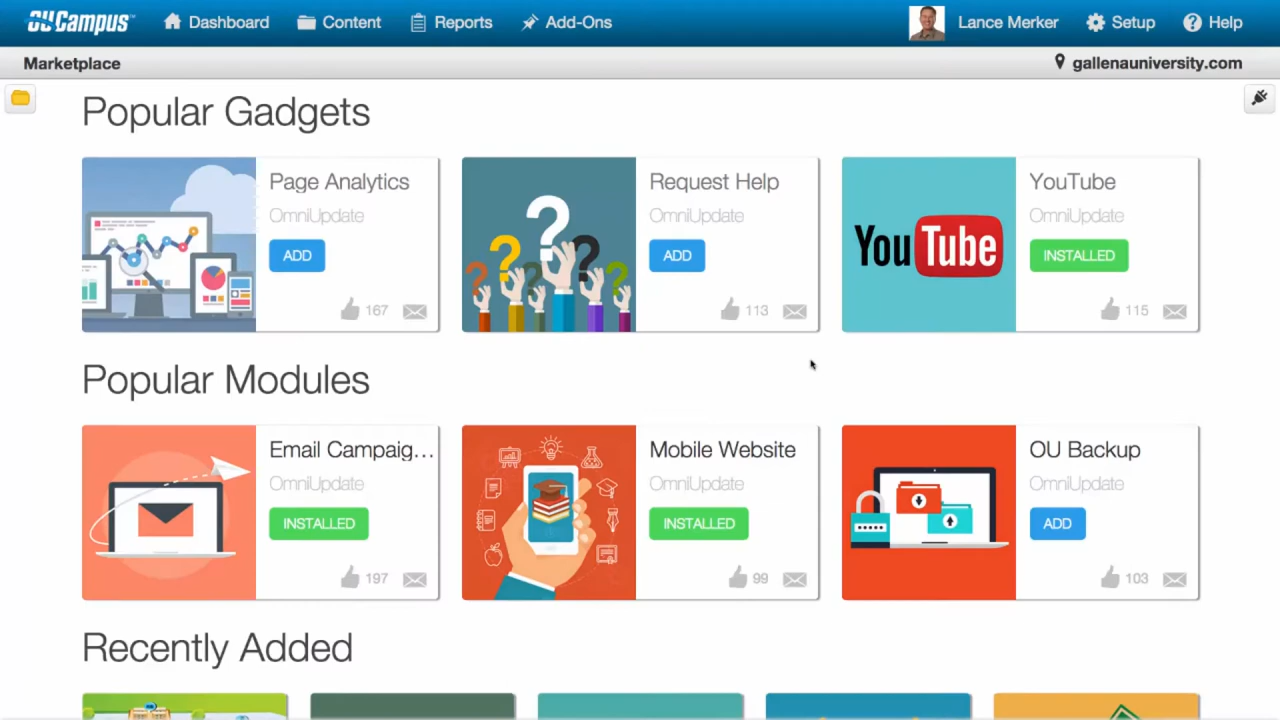 OU Campus™ Dashboard Content Reports Add-Ons Lance Merker Setup Help
Marketplace gallenauniversity.com
Popular Gadgets
Page Analytics
OmniUpdate
ADD
167
Request Help
OmniUpdate
ADD
113
YouTube
YouTube
OmniUpdate
INSTALLED
115
Popular Modules
Email Campaig...
OmniUpdate
INSTALLED
197
Mobile Website
OmniUpdate
INSTALLED
99
OU Backup
OmniUpdate
ADD
103
Recently Added